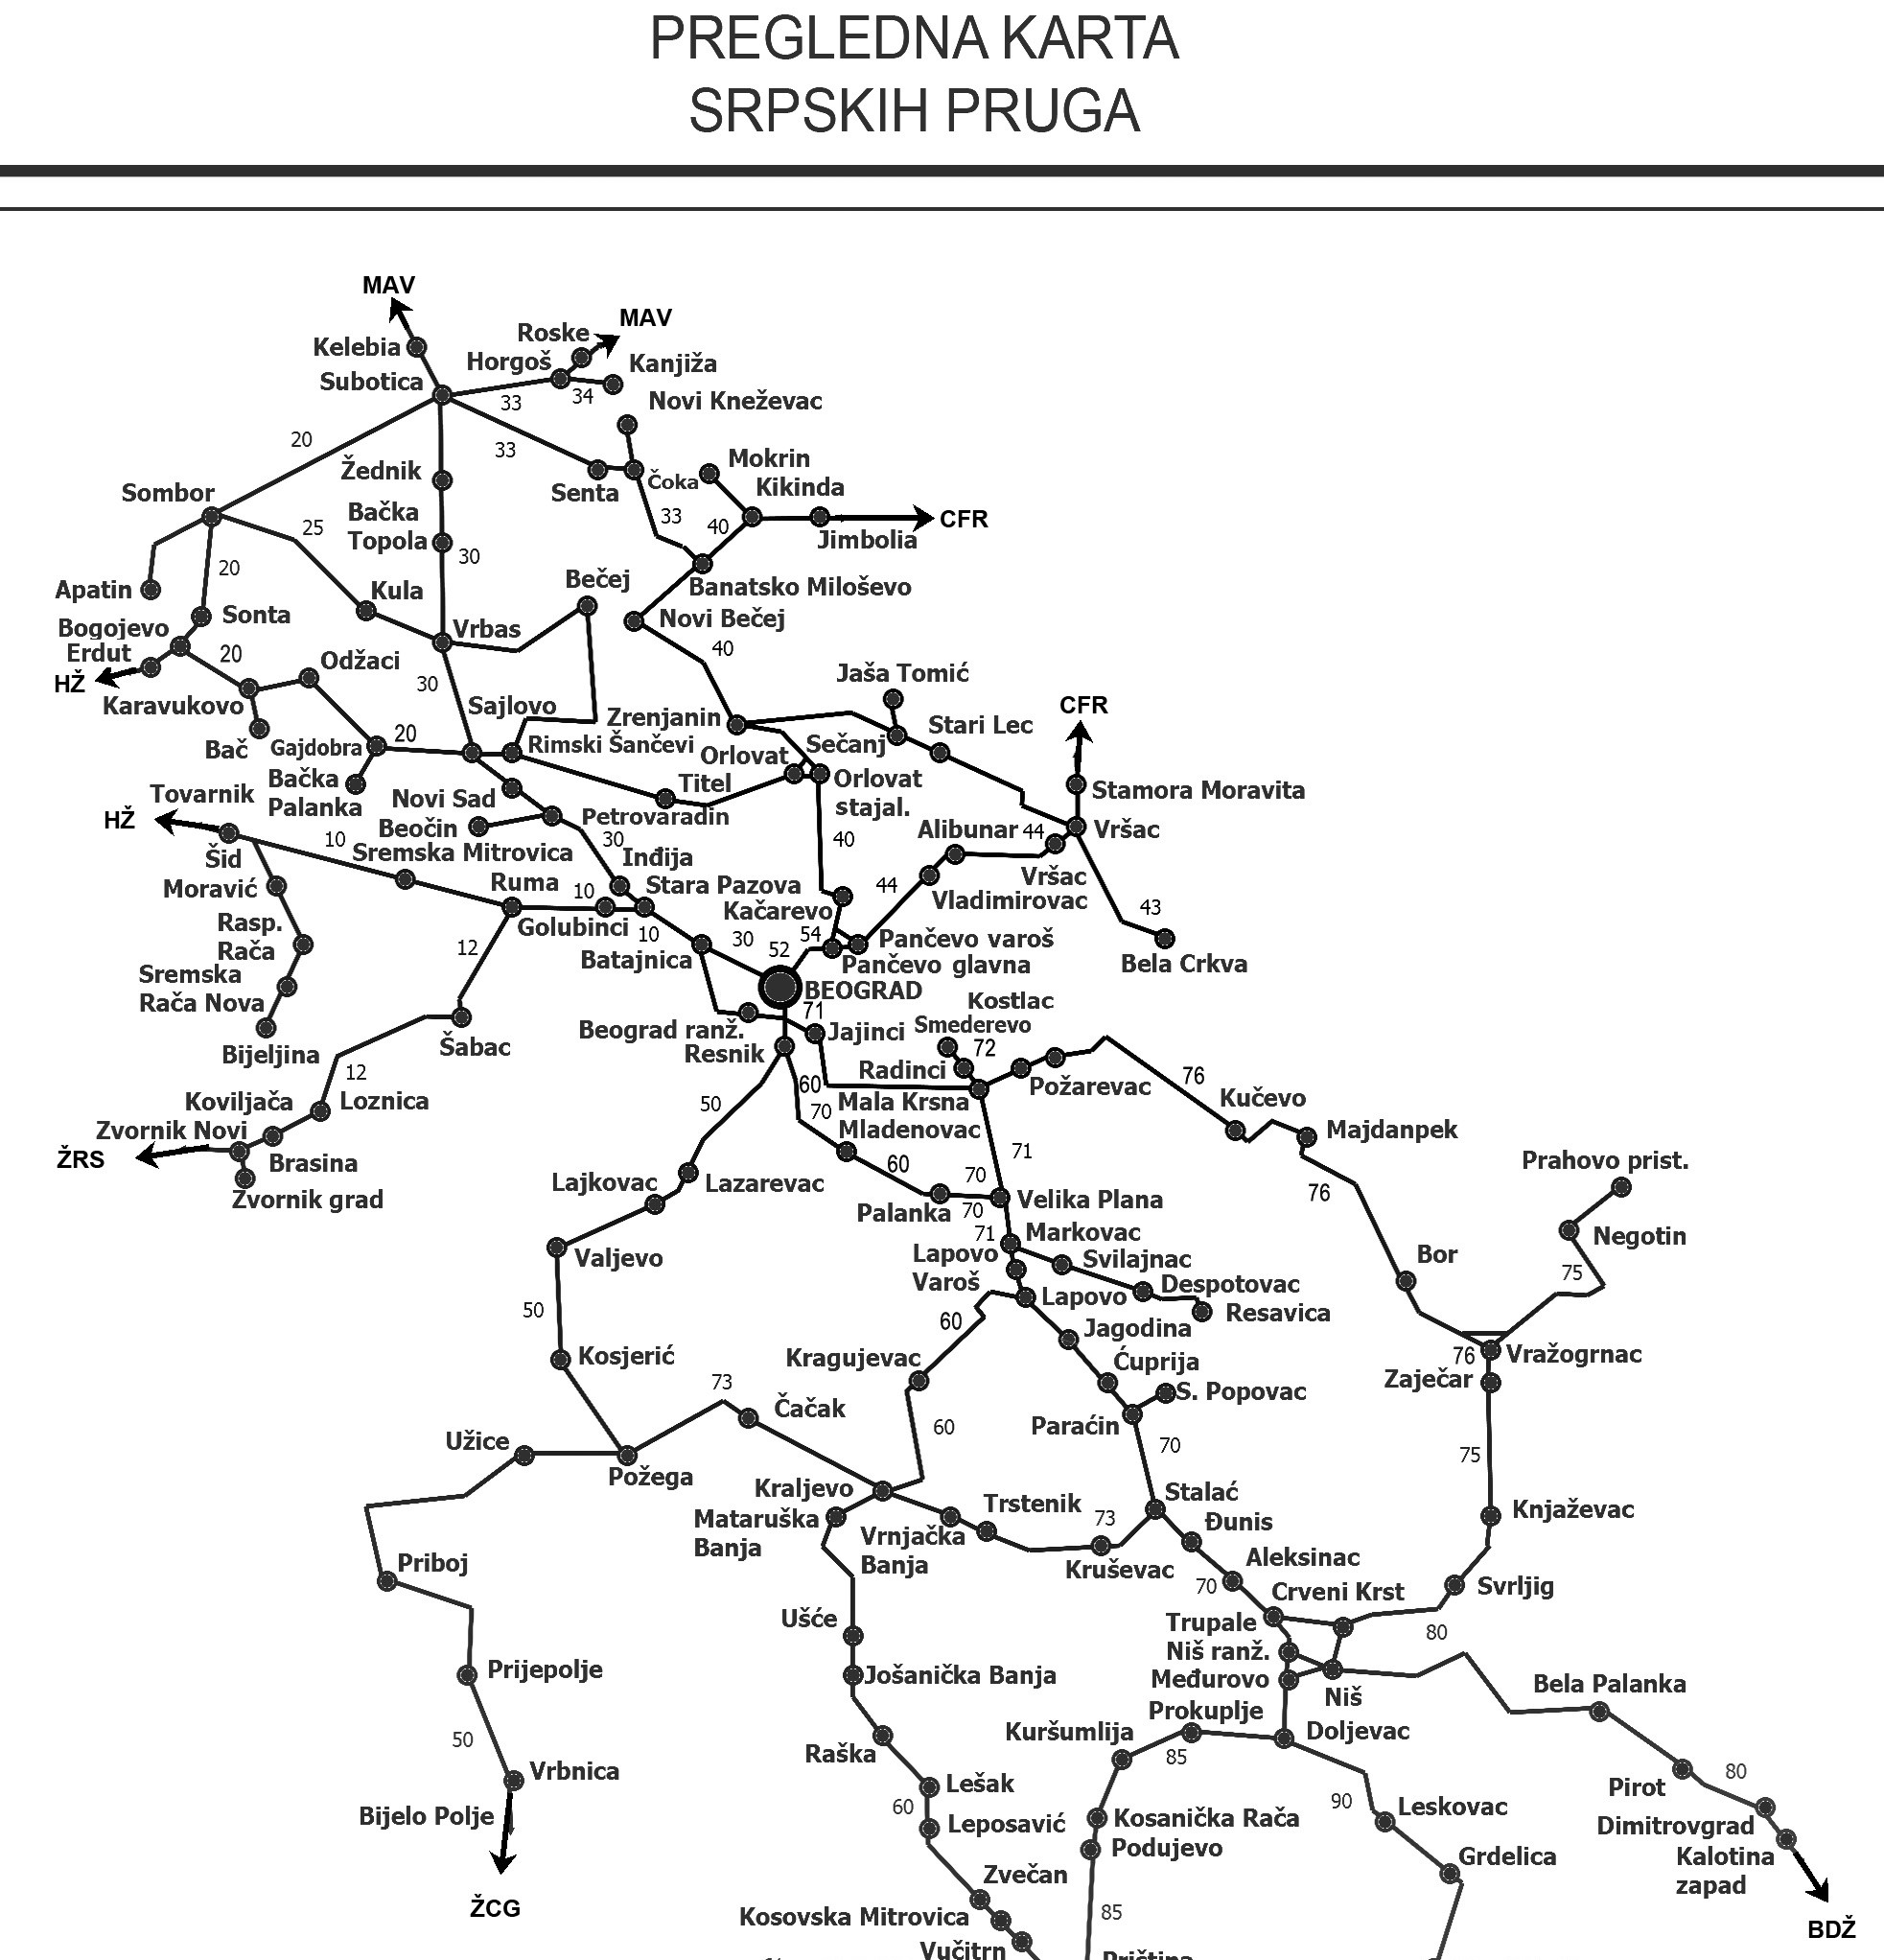 PREGLEDNA KARTA
SRPSKIH PRUGA
MAV
MAV
Roske
Kelebia
Horgoš
Kanjiža
Subotica
33
34
Novi Kneževac
20
33
Žednik
Senta
Čoka
Mokrin
Kikinda
Sombor
25
Bačka
Topola
30
33
40
CFR
Jimbolia
20
Apatin
Kula
Bečej
Banatsko Miloševo
Sonta
Novi Bečej
Bogojevo
Vrbas
Erdut
20
Odžaci
40
HŽ
30
Jaša Tomić
Karavukovo
Sajlovo
Zrenjanin
CFR
Stari Lec
Bač
Gajdobra
20
Rimski Šančevi
Orlovat
Sečanj
Bačka
Palanka
Titel
Orlovat
stajal.
Stamora Moravita
Tovarnik
Novi Sad
HŽ
Beočin
Petrovaradin
Alibunar
44
Vršac
10
30
40
Šid
Sremska Mitrovica
Inđija
Vršac
Moravić
Ruma
10
Stara Pazova
44
Vladimirovac
Kačarevo
43
Rasp.
Rača
Golubinci
10
12
30
54
52
Pančevo varoš
Batajnica
Pančevo glavna
Bela Crkva
Sremska
Rača Nova
BEOGRAD
71
Kostlac
Smederevo
Beograd ranž.
Jajinci
Bijeljina
Šabac
Resnik
72
Radinci
12
60
Požarevac
76
50
70
Mala Krsna
Kučevo
Koviljača
Loznica
Zvornik Novi
Mladenovac
Majdanpek
ŽRS
Brasina
71
60
70
Prahovo prist.
Zvornik grad
Lajkovac
Lazarevac
76
Palanka
70
Velika Plana
71
Markovac
Negotin
Valjevo
Lapovo
Varoš
Svilajnac
Bor
75
Despotovac
Lapovo
Resavica
50
60
Jagodina
Kosjerić
Kragujevac
Ćuprija
76
Vražogrnac
73
S. Popovac
Zaječar
Čačak
Paraćin
60
70
75
Užice
Požega
Kraljevo
Stalać
Trstenik
73
Knjaževac
Mataruška
Banja
Vrnjačka
Banja
Đunis
Kruševac
Aleksinac
Priboj
70
Crveni Krst
Svrljig
Ušće
Trupale
80
Niš ranž.
Prijepolje
Jošanička Banja
Međurovo
Niš
Bela Palanka
Prokuplje
50
Kuršumlija
Doljevac
Raška
85
Vrbnica
Lešak
Pirot
80
60
90
Leskovac
Bijelo Polje
Leposavić
Kosanička Rača
Dimitrovgrad
Podujevo
Grdelica
Kalotina
zapad
Zvečan
ŽCG
Kosovska Mitrovica
85
BDŽ
Vučitrn
Priština